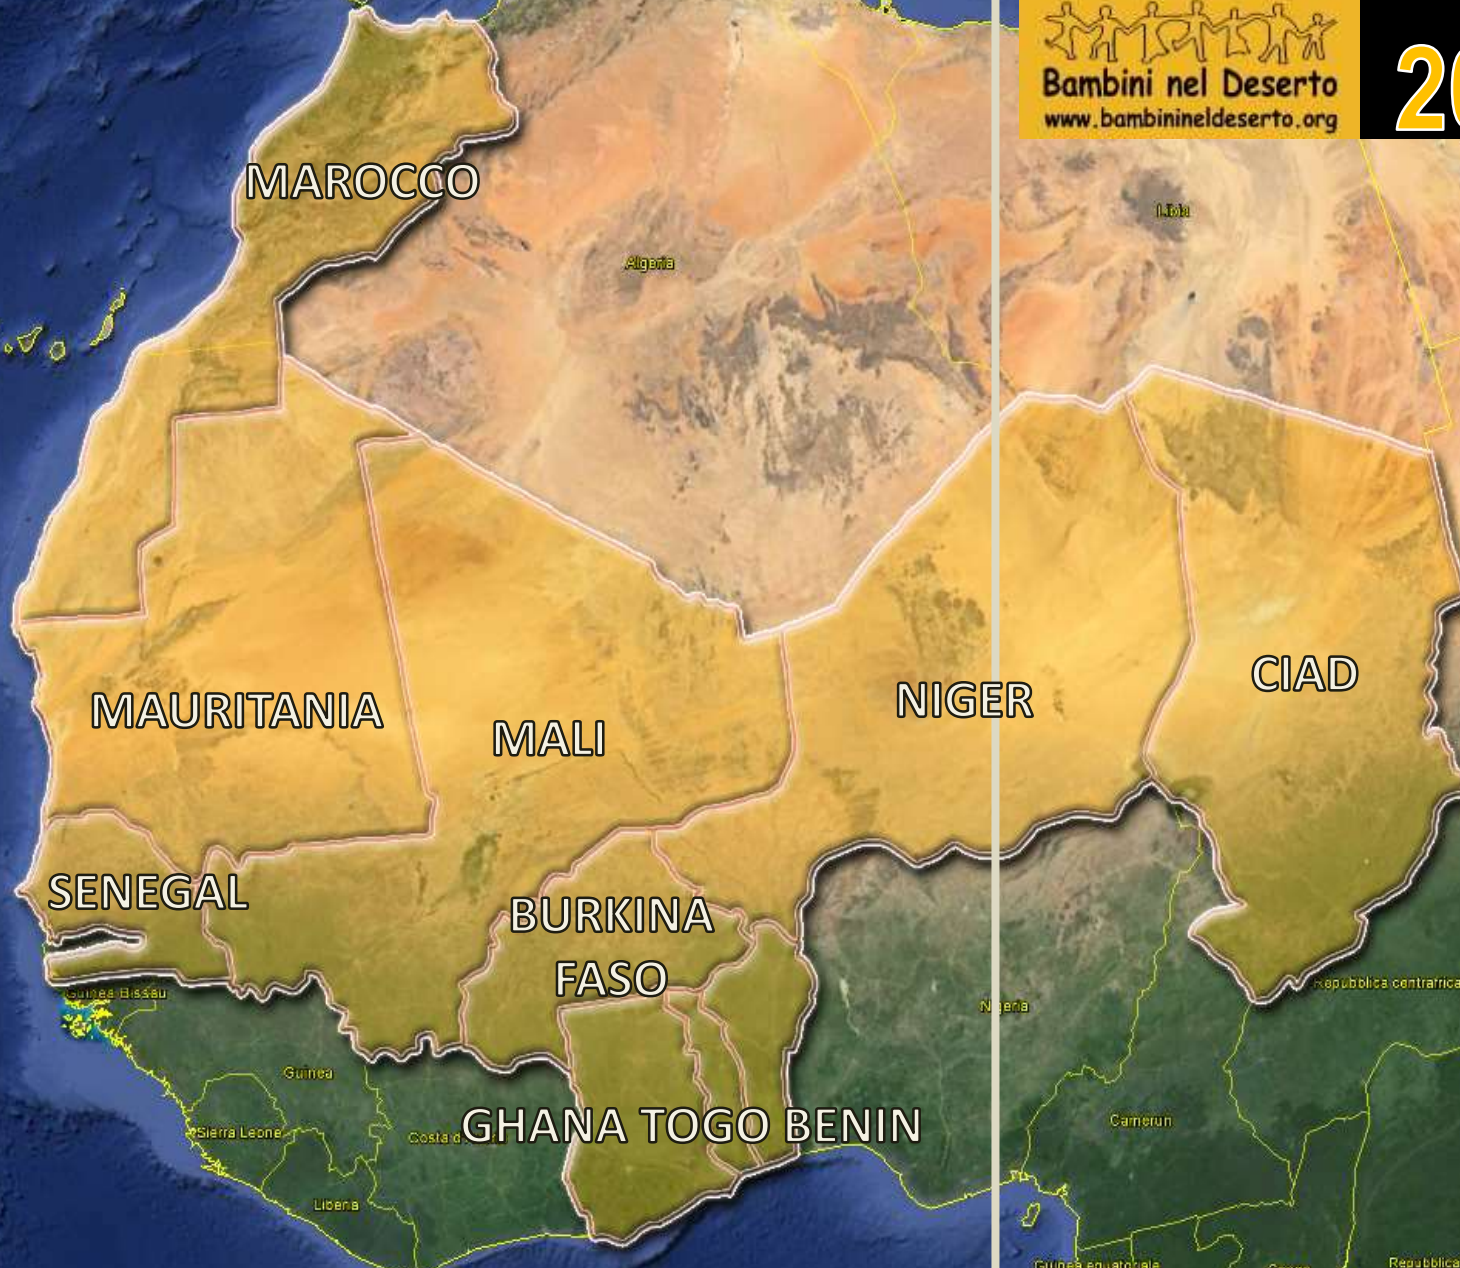 Bambini nel Deserto
www.bambinineldeserto.org
20
MAROCCO
Libia
Algeria
CIAD
NIGER
MAURITANIA
MALI
SENEGAL
BURKINA
FASO
Guinea Bissau
Repubblica centrafrica
Nigeria
Guinea
GHANA TOGO BENIN
Sierra Leone
Costa d
Camerun
Liberia
Guinea equatoriale
Repubblica